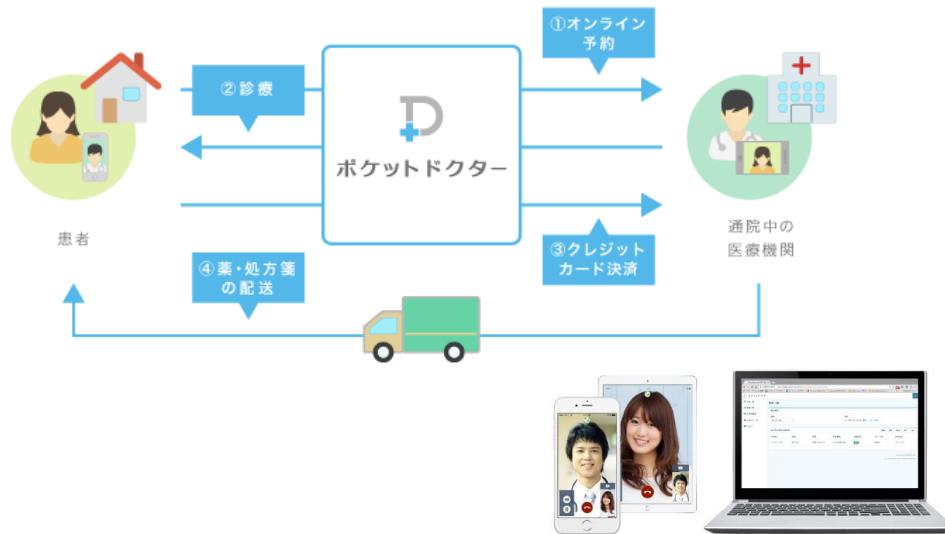 ①オンライン
予約
②診療
ポケットドクター
患者
通院中の
医療機関
③クレジット
カード決済
④薬・処方箋
の配送